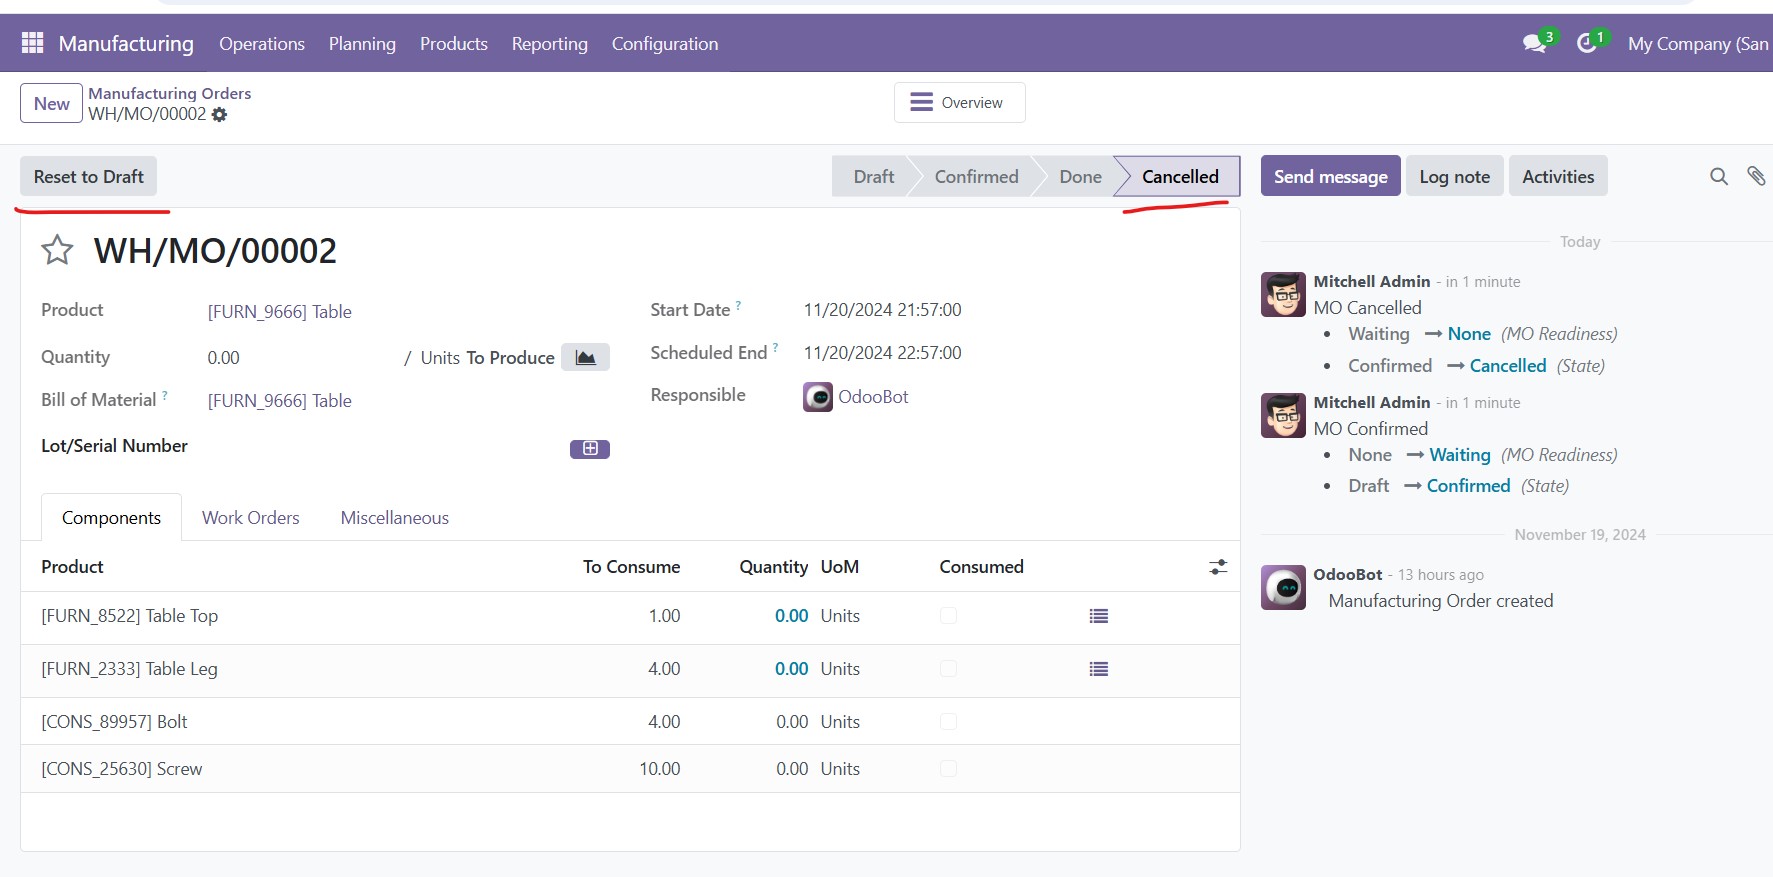 Manufacturing Operations Planning Products Reporting Configuration 3 1 My Company (San
New Manufacturing Orders
WH/MO/00002
Overview
Reset to Draft Draft Confirmed Done Cancelled Send message Log note Activities
WH/MO/00002
Product [FURN_9666] Table
Quantity 0.00 / Units To Produce
Bill of Material ? [FURN_9666] Table
Lot/Serial Number
Start Date ? 11/20/2024 21:57:00
Scheduled End ? 11/20/2024 22:57:00
Responsible OdooBot
Components Work Orders Miscellaneous
Product To Consume Quantity UoM Consumed
[FURN_8522] Table Top 1.00 0.00 Units
[FURN_2333] Table Leg 4.00 0.00 Units
[CONS_89957] Bolt 4.00 0.00 Units
[CONS_25630] Screw 10.00 0.00 Units
Today
Mitchell Admin - in 1 minute
MO Cancelled
• Waiting → None (MO Readiness)
• Confirmed → Cancelled (State)
Mitchell Admin - in 1 minute
MO Confirmed
• None → Waiting (MO Readiness)
• Draft → Confirmed (State)
November 19, 2024
OdooBot - 13 hours ago
Manufacturing Order created